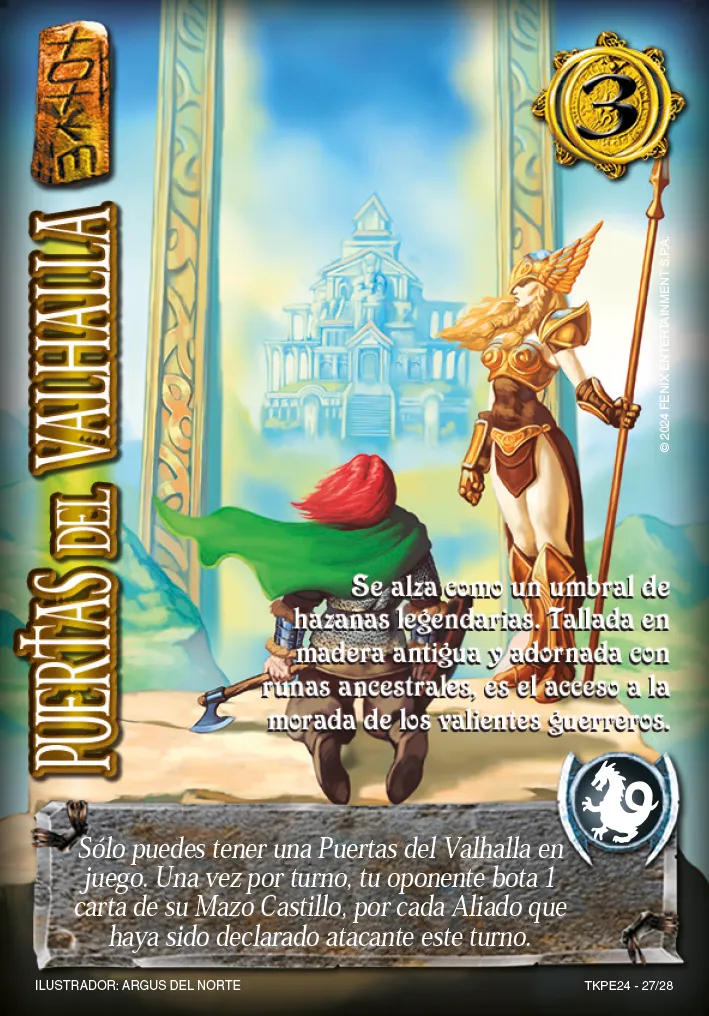 3
PUERTAS DEL VALHALLA
© 2024 FENIX ENTERTAINMENT S.P.A.
Se alza como un umbral de
hazanas legendarias. Tallada en
madera antigua y adornada con
runas ancestrales, es el acceso a la
morada de los valientes guerreros.
Sólo puedes tener una Puertas del Valhalla en
juego. Una vez por turno, tu oponente bota 1
carta de su Mazo Castillo, por cada Aliado que
haya sido declarado atacante este turno.
ILUSTRADOR: ARGUS DEL NORTE
TKPE24 - 27/28